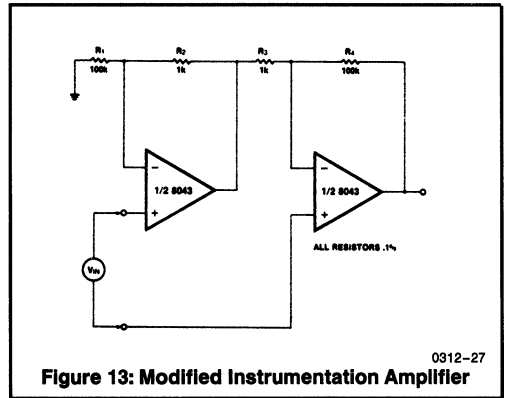 R1 R2 R3 R4
100k 1k 1k 100k
− −
1/2 8043 1/2 8043
+ +
ALL RESISTORS .1%
VIN
0312–27
Figure 13: Modified Instrumentation Amplifier